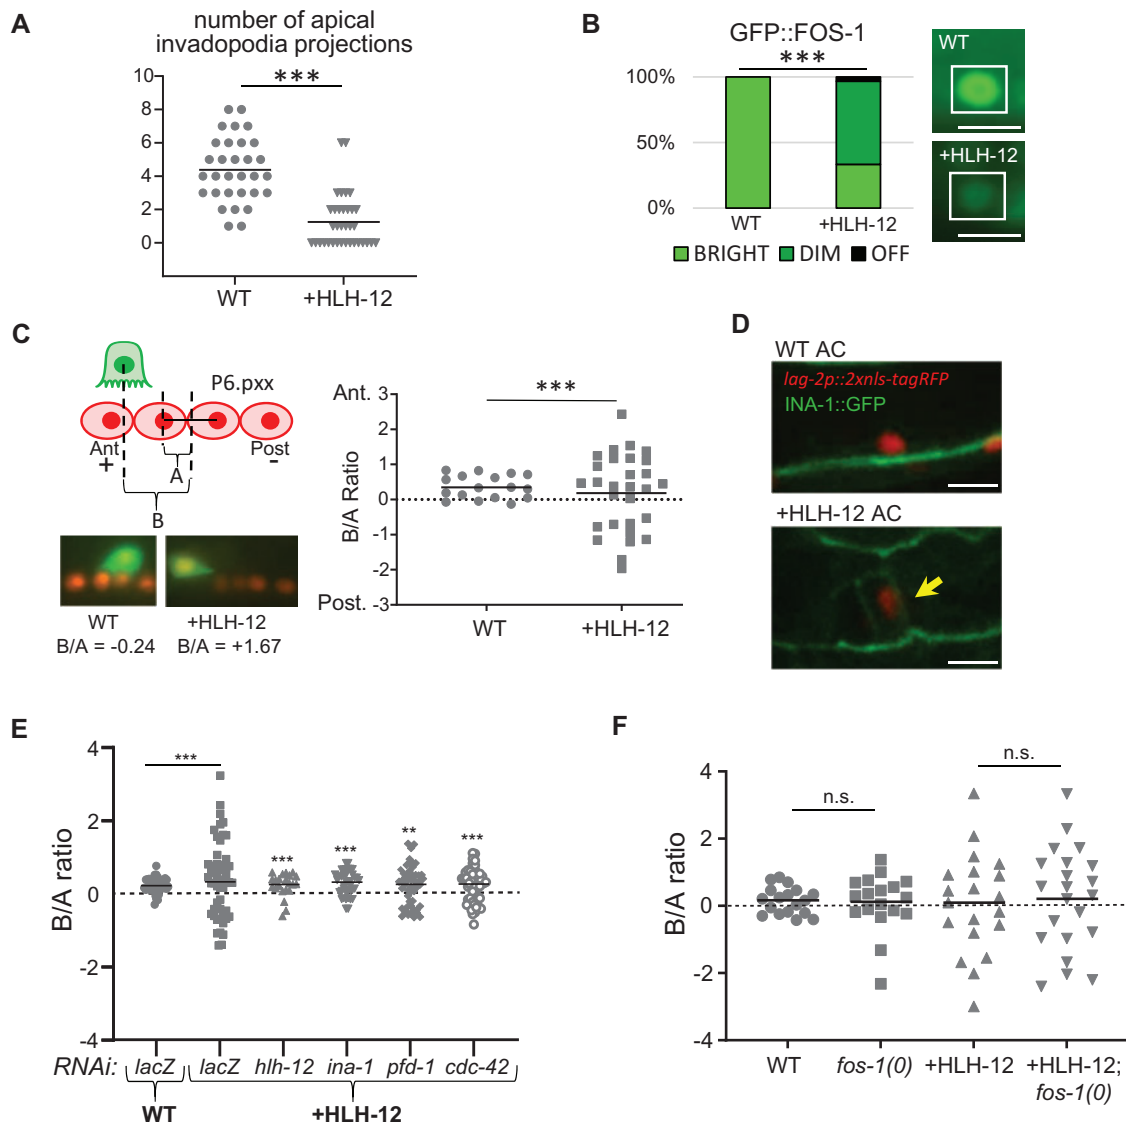 A
number of apical
invadopodia projections
***
10
8
6
4
2
0
WT
+HLH-12
B
GFP::FOS-1
***
100%
50%
0%
WT
+HLH-12
BRIGHT DIM OFF
WT
+HLH-12
C
P6.pxx
Ant
+
Post
-
A
B
WT
B/A = -0.24
+HLH-12
B/A = +1.67
***
Ant. 3
2
1
0
-1
-2
Post. -3
B/A Ratio
WT
+HLH-12
D
WT AC
lag-2p::2xnls-tagRFP
INA-1::GFP
+HLH-12 AC
E
4
2
0
-2
-4
B/A ratio
***
***
***
**
***
RNAi: lacZ lacZ hlh-12 ina-1 pfd-1 cdc-42
WT +HLH-12
F
4
2
0
-2
-4
B/A ratio
n.s.
n.s.
WT fos-1(0) +HLH-12 +HLH-12;
fos-1(0)